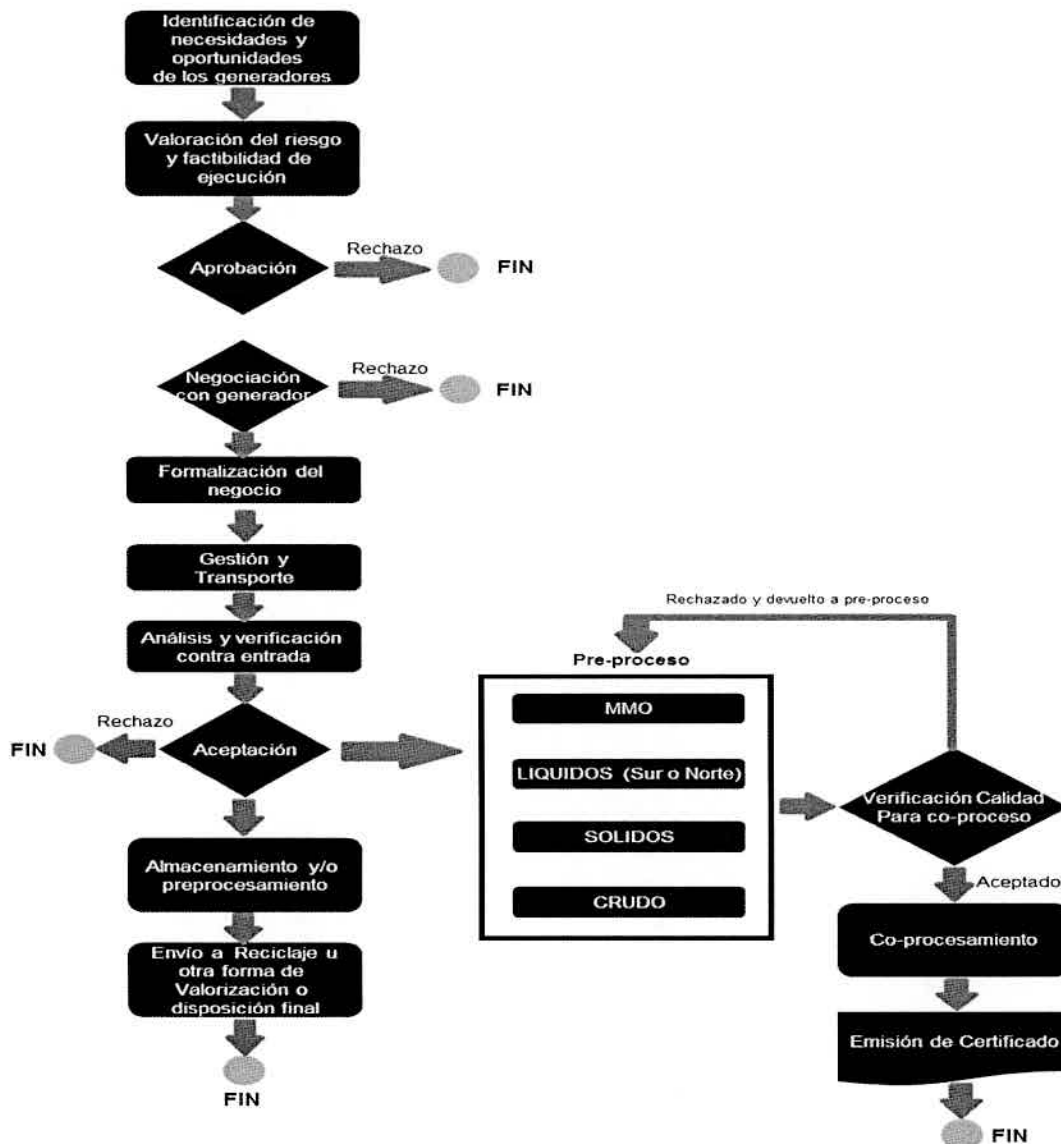 Identificación de
necesidades y
oportunidades
de los generadores
Valoración del riesgo
y factibilidad de
ejecución
Aprobación
Rechazo
FIN
Negociación
con generador
Rechazo
FIN
Formalización del
negocio
Gestión y
Transporte
Análisis y verificación
contra entrada
Aceptación
Rechazo
FIN
Almacenamiento y/o
preprocesamiento
Envío a Reciclaje u
otra forma de
Valorización o
disposición final
FIN
Rechazado y devuelto a pre-proceso
Pre-proceso
MMO
LIQUIDOS (Sur o Norte)
SOLIDOS
CRUDO
Verificación Calidad
Para co-proceso
Aceptado
Co-procesamiento
Emisión de Certificado
FIN